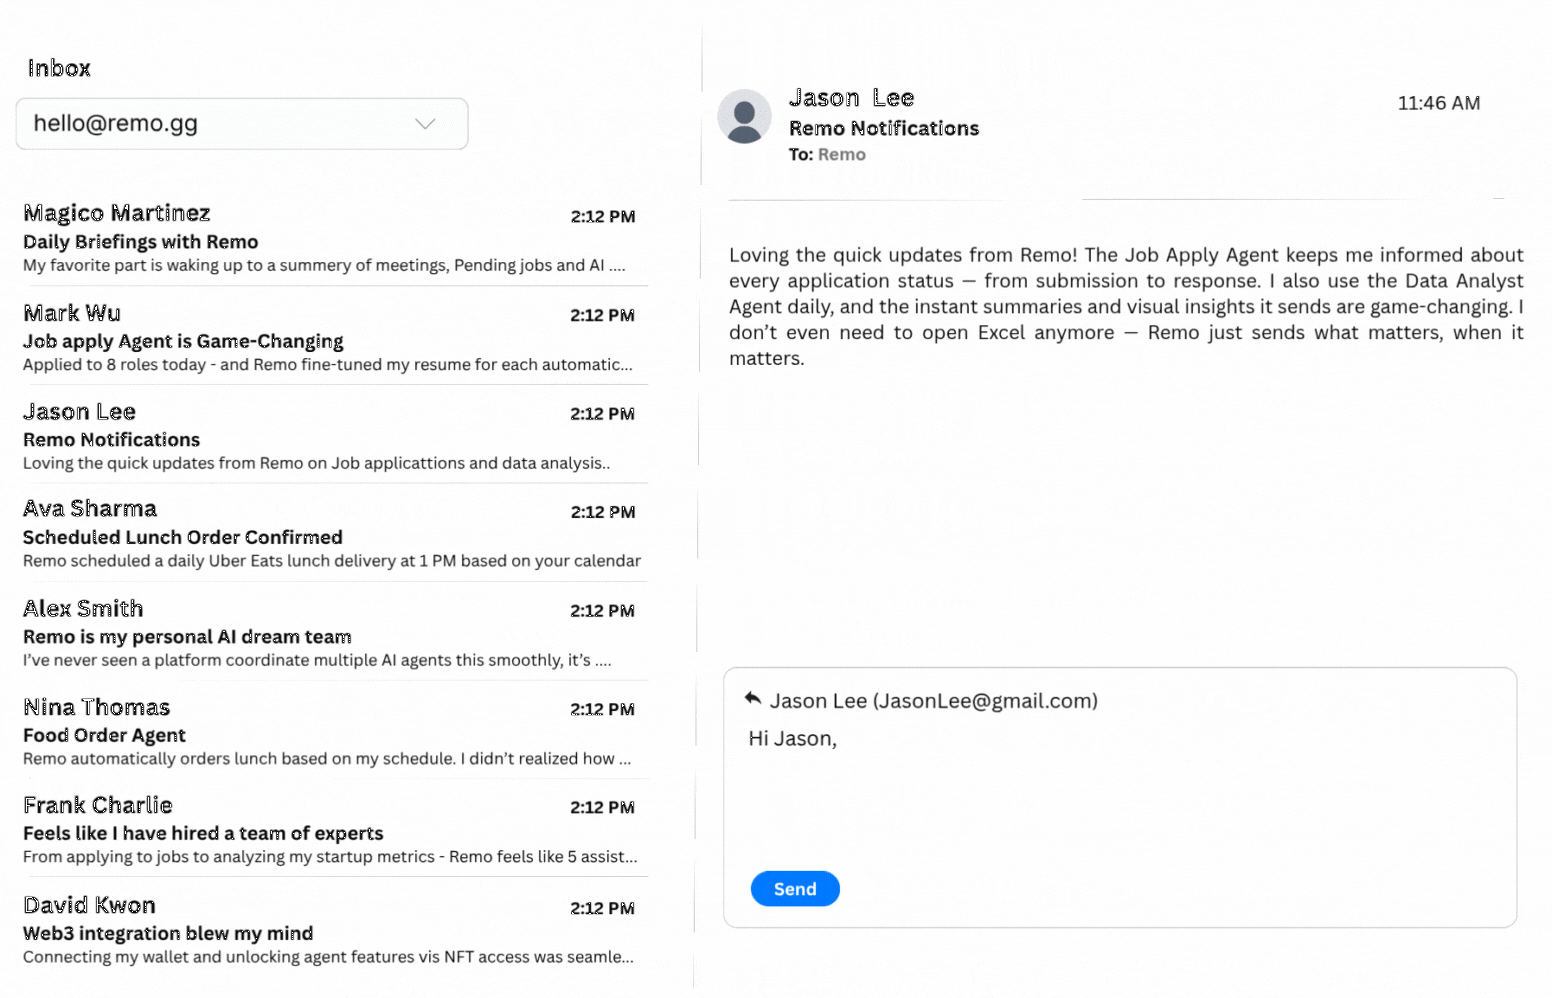 Inbox
hello@remo.gg
Magico Martinez 2:12 PM
Daily Briefings with Remo
My favorite part is waking up to a summery of meetings, Pending jobs and AI ....
Mark Wu 2:12 PM
Job apply Agent is Game-Changing
Applied to 8 roles today - and Remo fine-tuned my resume for each automatic...
Jason Lee 2:12 PM
Remo Notifications
Loving the quick updates from Remo on Job applicattions and data analysis..
Ava Sharma 2:12 PM
Scheduled Lunch Order Confirmed
Remo scheduled a daily Uber Eats lunch delivery at 1 PM based on your calendar
Alex Smith 2:12 PM
Remo is my personal AI dream team
I’ve never seen a platform coordinate multiple AI agents this smoothly, it’s ....
Nina Thomas 2:12 PM
Food Order Agent
Remo automatically orders lunch based on my schedule. I didn’t realized how ...
Frank Charlie 2:12 PM
Feels like I have hired a team of experts
From applying to jobs to analyzing my startup metrics - Remo feels like 5 assist...
David Kwon 2:12 PM
Web3 integration blew my mind
Connecting my wallet and unlocking agent features vis NFT access was seamle...
Jason Lee 11:46 AM
Remo Notifications
To: Remo
Loving the quick updates from Remo! The Job Apply Agent keeps me informed about
every application status — from submission to response. I also use the Data Analyst
Agent daily, and the instant summaries and visual insights it sends are game-changing. I
don’t even need to open Excel anymore — Remo just sends what matters, when it
matters.
Jason Lee (JasonLee@gmail.com)
Hi Jason,
Send